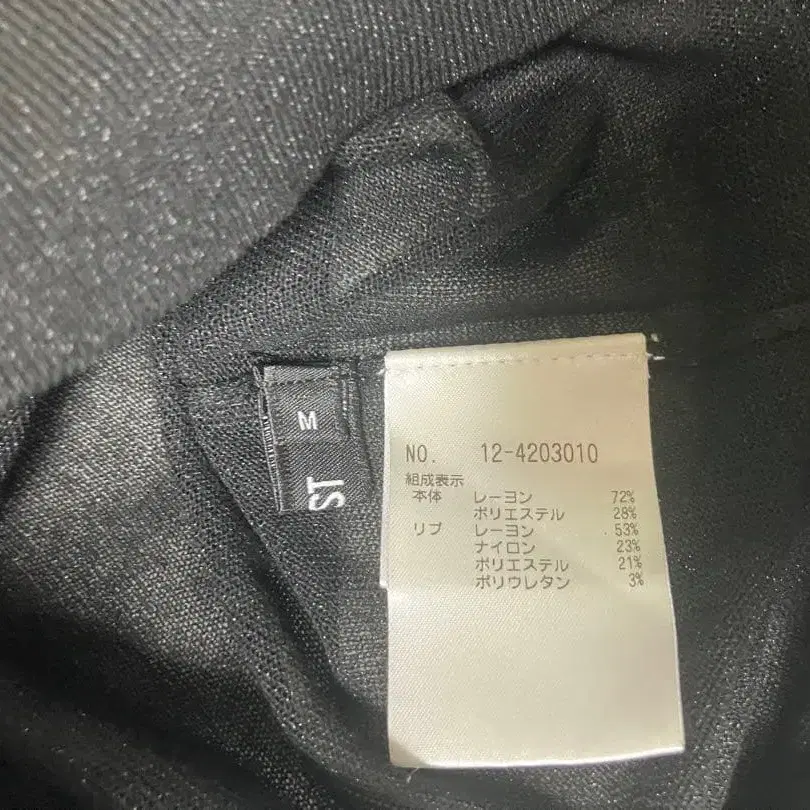 M
ST
NO. 12-4203010
組成表示
本体 レーヨン 72%
ポリエステル 28%
リブ レーヨン 53%
ナイロン 23%
ポリエステル 21%
ポリウレタン 3%